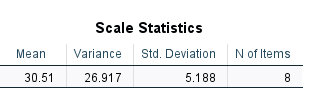 Scale Statistics
Mean Variance Std. Deviation N of Items
30.51 26.917 5.188 8